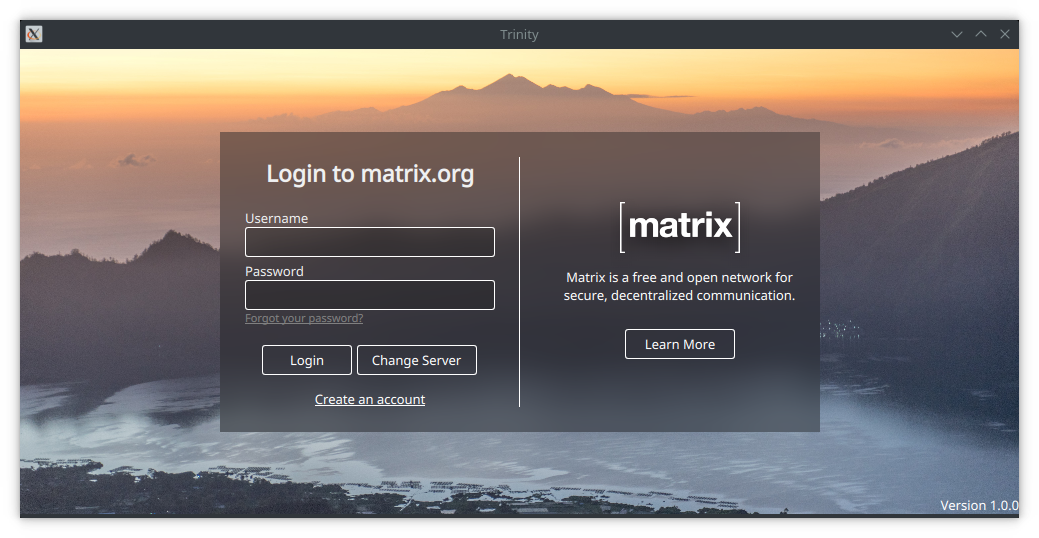 Trinity
Login to matrix.org
Username
Password
Forgot your password?
Login
Change Server
Create an account
[matrix]
Matrix is a free and open network for
secure, decentralized communication.
Learn More
Version 1.0.0